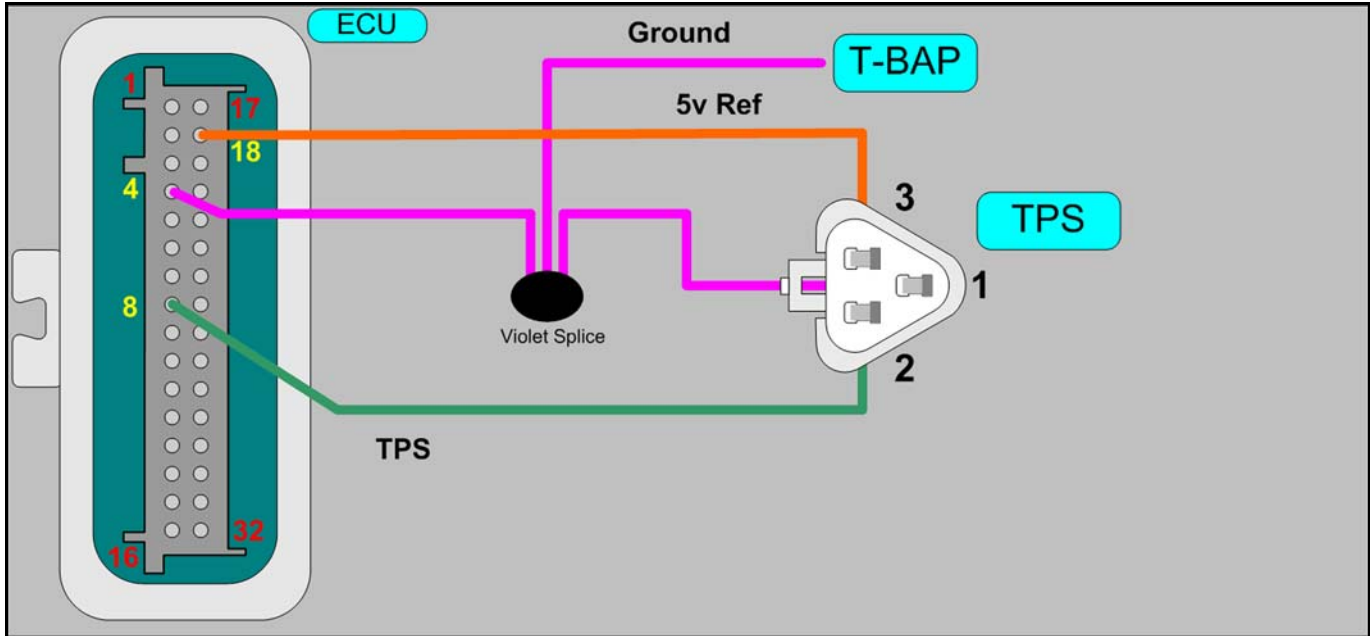 ECU
Ground
T-BAP
5v Ref
1
17
18
4
3
TPS
1
8
Violet Splice
2
TPS
32
16